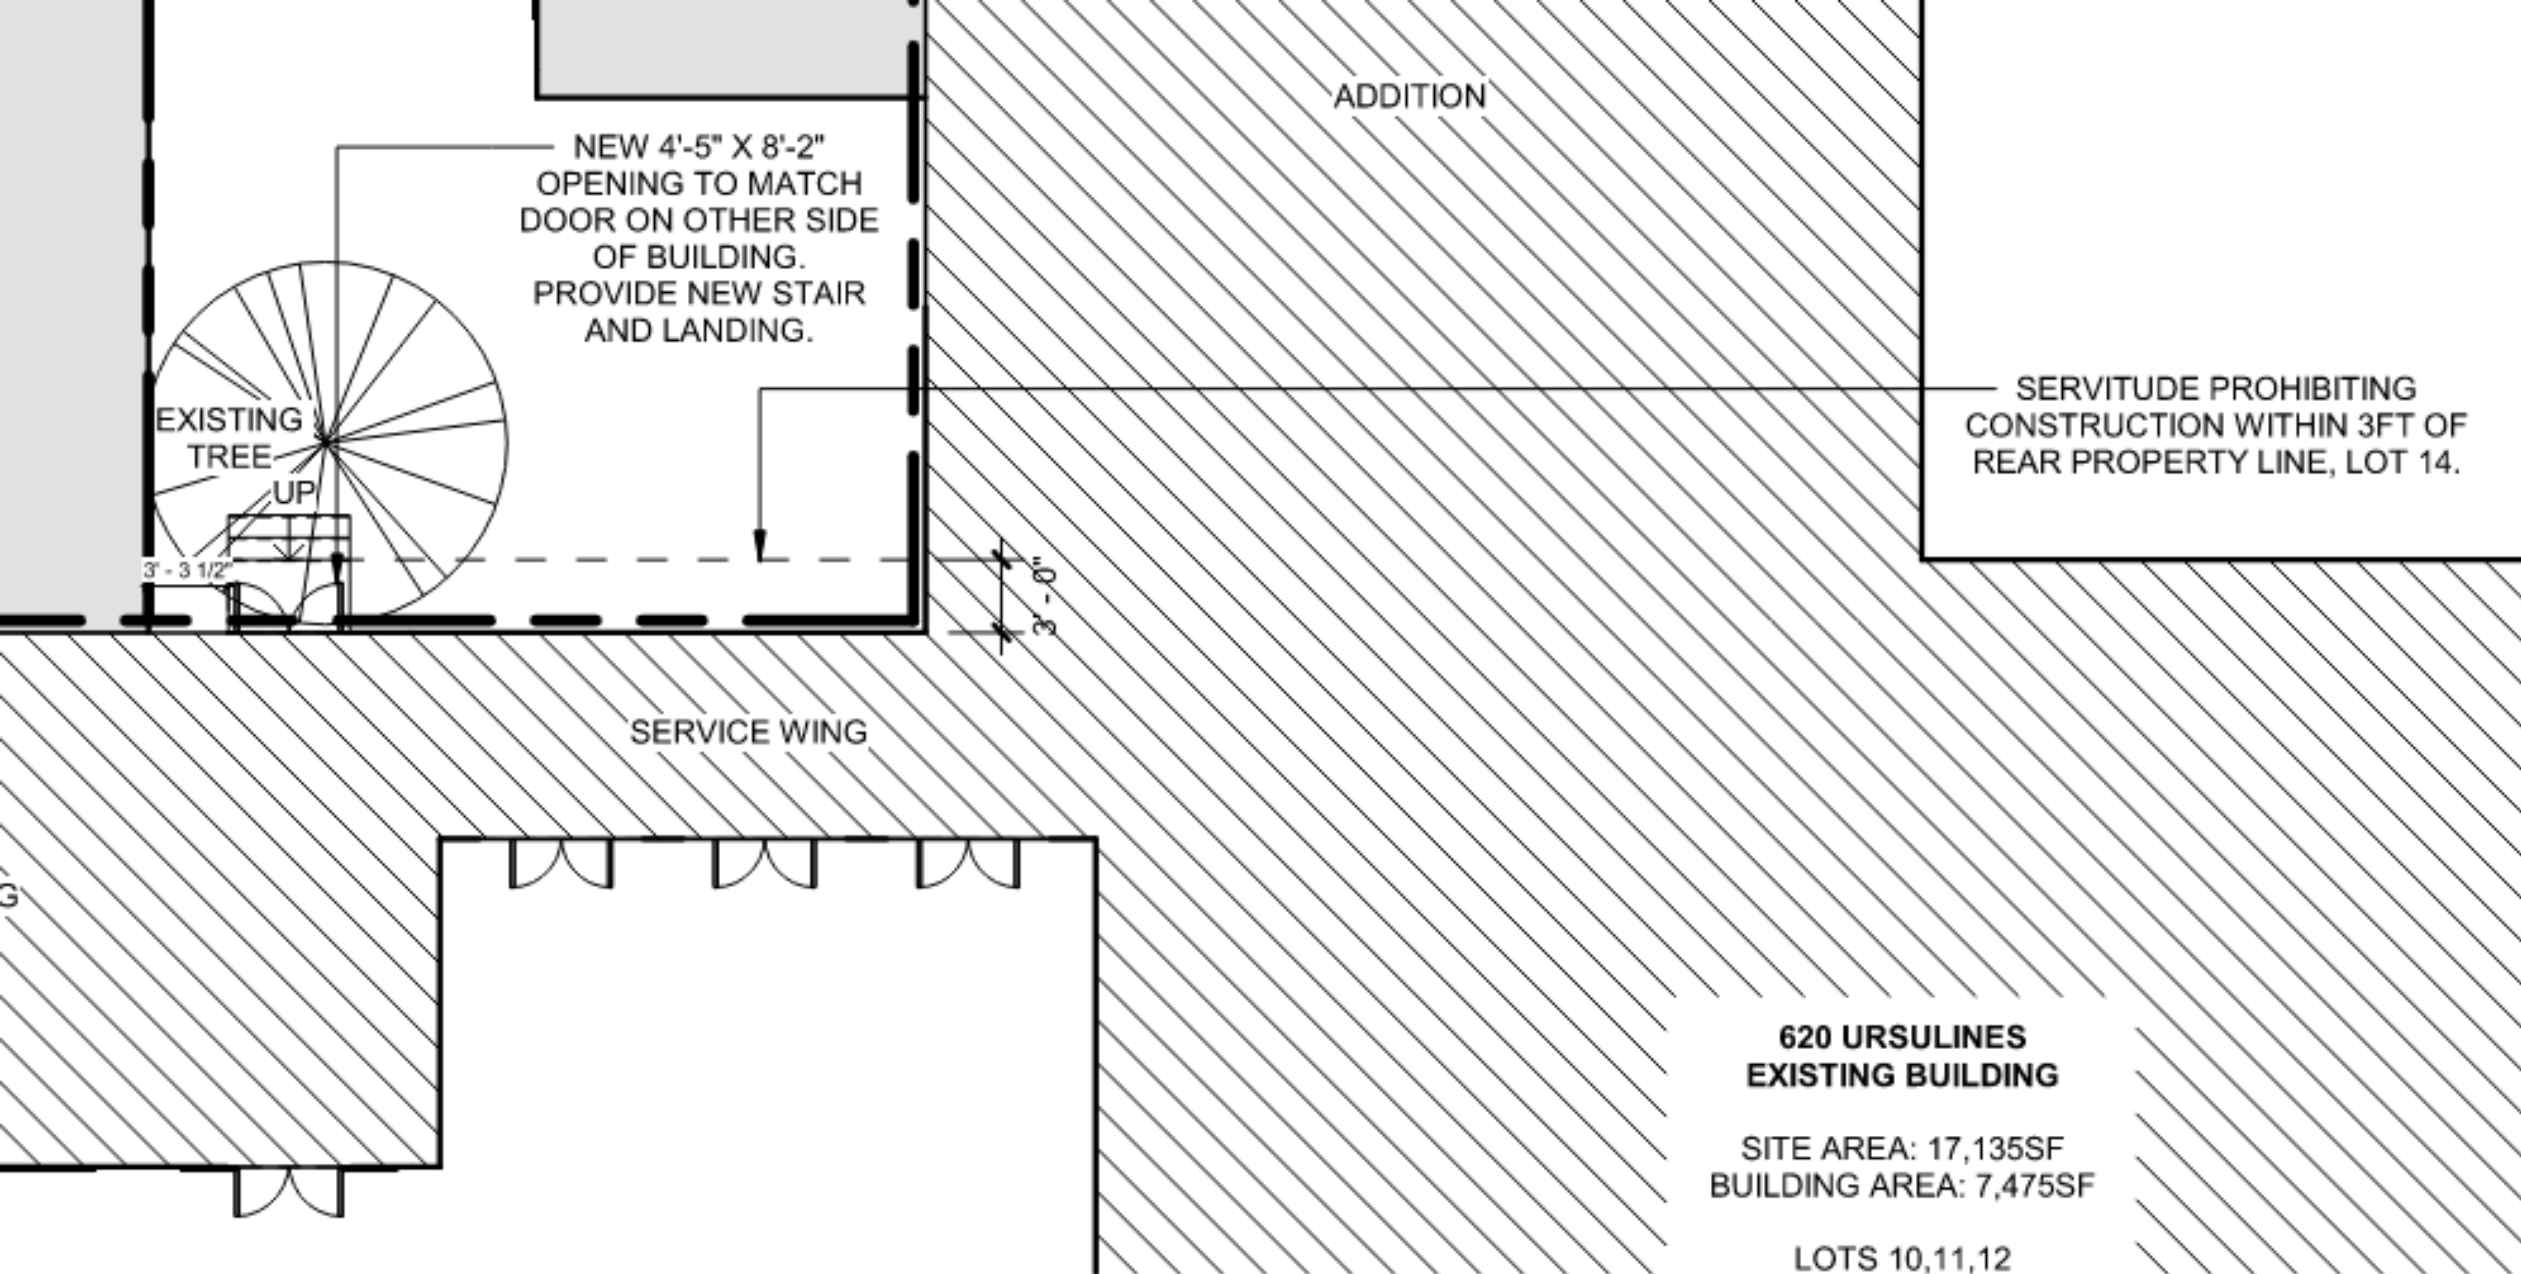 ADDITION
NEW 4'-5" X 8'-2"
OPENING TO MATCH
DOOR ON OTHER SIDE
OF BUILDING.
PROVIDE NEW STAIR
AND LANDING.
SERVITUDE PROHIBITING
CONSTRUCTION WITHIN 3FT OF
REAR PROPERTY LINE, LOT 14.
EXISTING
TREE
UP
3' - 3 1/2"
3' - 0"
SERVICE WING
G
620 URSULINES
EXISTING BUILDING
SITE AREA: 17,135SF
BUILDING AREA: 7,475SF
LOTS 10,11,12